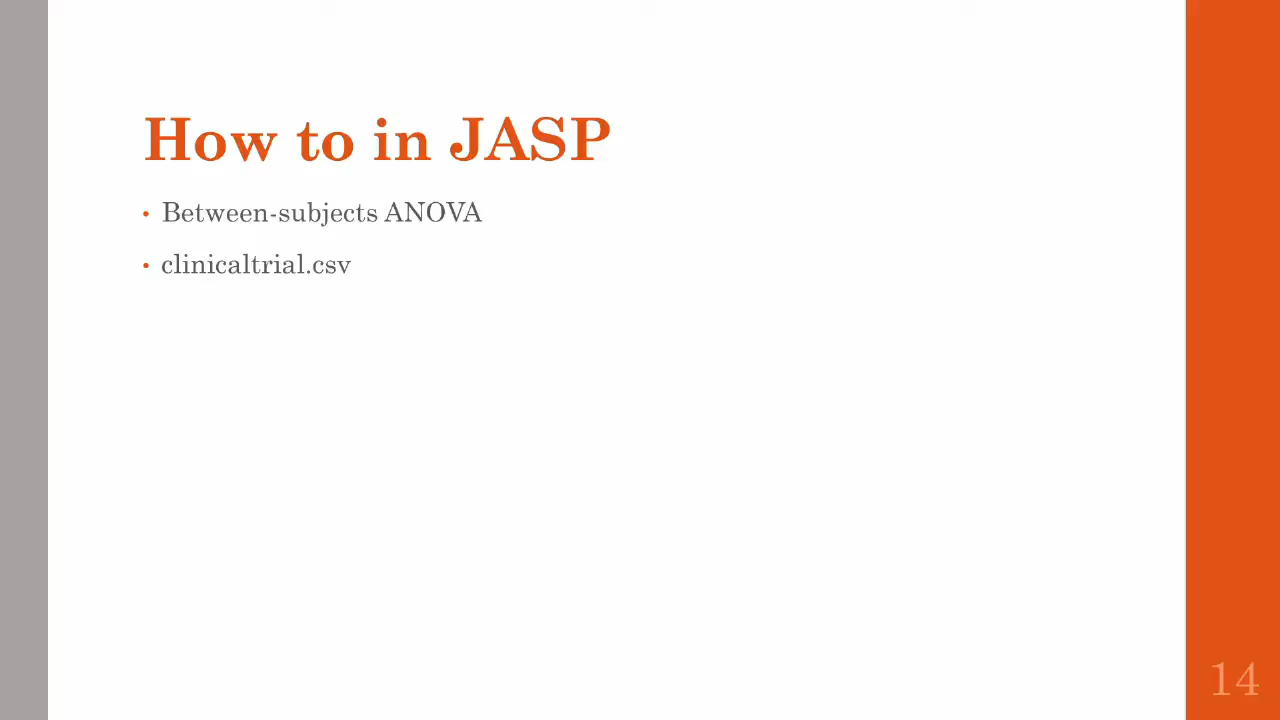 How to in JASP
• Between-subjects ANOVA
• clinicaltrial.csv
14